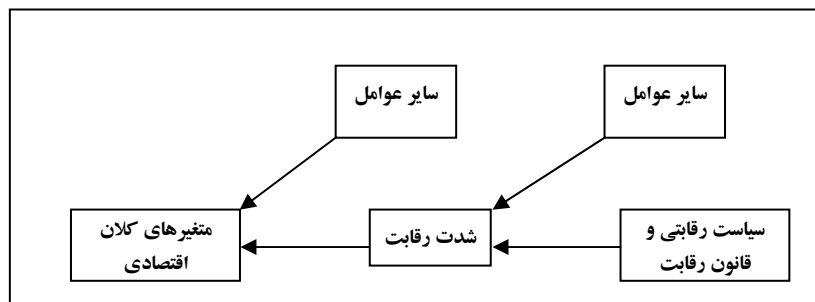 سایر عوامل
سایر عوامل
سیاست رقابتی و
قانون رقابت
شدت رقابت
متغیرهای کلان
اقتصادی